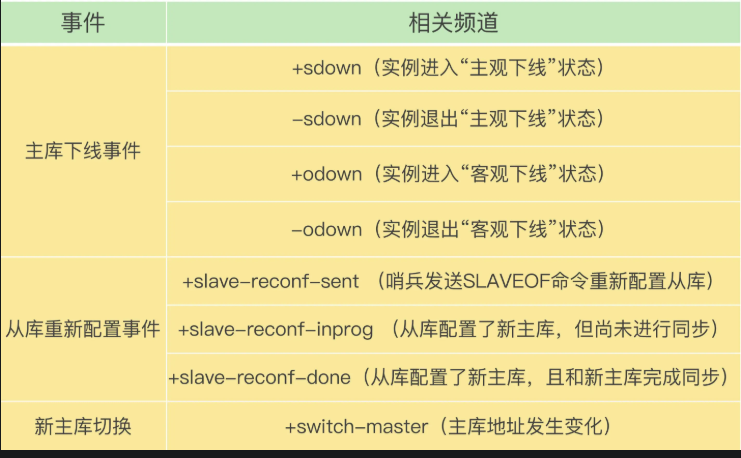 事件
相关频道
主库下线事件
+sdown（实例进入“主观下线”状态）
–sdown（实例退出“主观下线”状态）
+odown（实例进入“客观下线”状态）
–odown（实例退出“客观下线”状态）
从库重新配置事件
+slave–reconf–sent （哨兵发送SLAVEOF命令重新配置从库）
+slave–reconf–inprog （从库配置了新主库，但尚未进行同步）
+slave–reconf–done（从库配置了新主库，且和新主库完成同步）
新主库切换
+switch–master（主库地址发生变化）